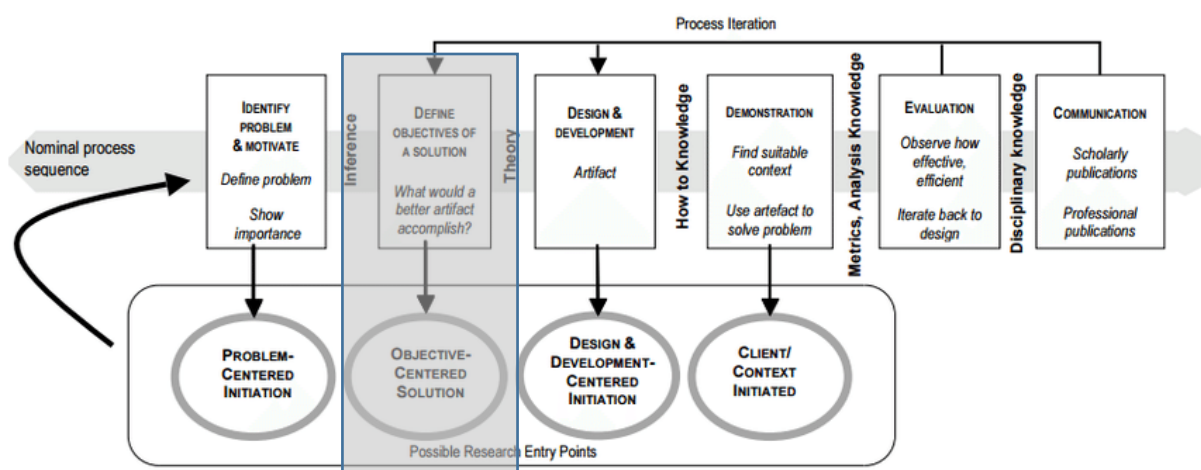 Process Iteration
Nominal process
sequence
IDENTIFY
PROBLEM
& MOTIVATE
Define problem
Show
importance
Inference
DEFINE
OBJECTIVES OF
A SOLUTION
What would a
better artifact
accomplish?
Theory
DESIGN &
DEVELOPMENT
Artifact
How to Knowledge
DEMONSTRATION
Find suitable
context
Use artefact to
solve problem
Metrics, Analysis Knowledge
EVALUATION
Observe how
effective,
efficient
Iterate back to
design
Disciplinary knowledge
COMMUNICATION
Scholarly
publications
Professional
publications
PROBLEM-
CENTERED
INITIATION
OBJECTIVE-
CENTERED
SOLUTION
DESIGN &
DEVELOPMENT-
CENTERED
INITIATION
CLIENT/
CONTEXT
INITIATED
Possible Research Entry Points